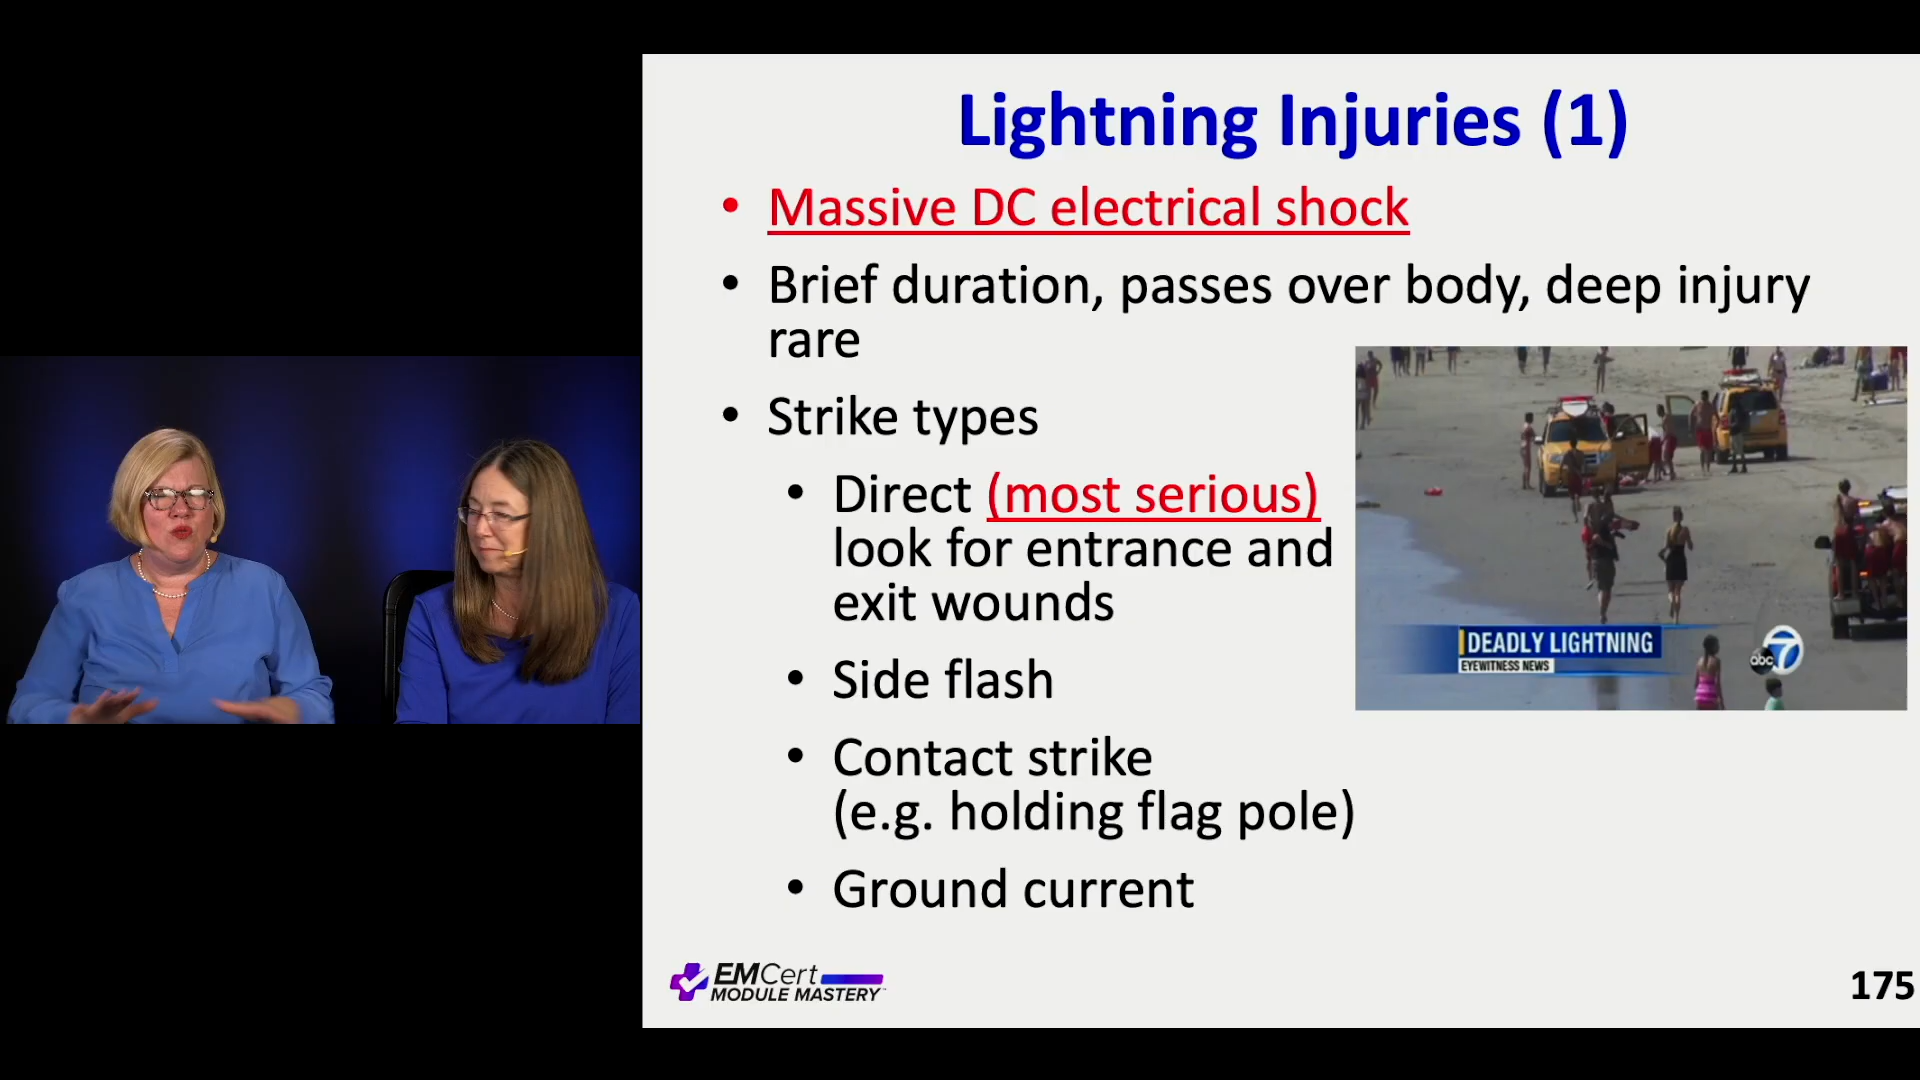 Lightning Injuries (1)
• Massive DC electrical shock
• Brief duration, passes over body, deep injury
rare
• Strike types
• Direct (most serious)
look for entrance and
exit wounds
• Side flash
• Contact strike
(e.g. holding flag pole)
• Ground current
DEADLY LIGHTNING
EYEWITNESS NEWS
abc 7
EMCert
MODULE MASTERY™
175